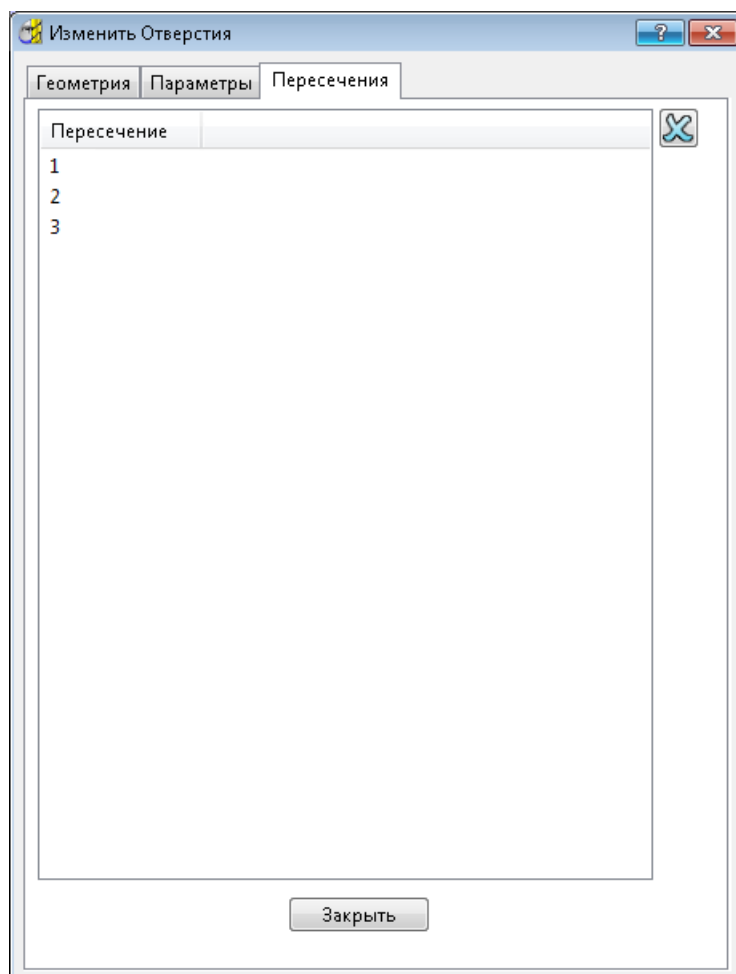 Изменить Отверстия
Геометрия Параметры Пересечения
Пересечение
1
2
3
Закрыть